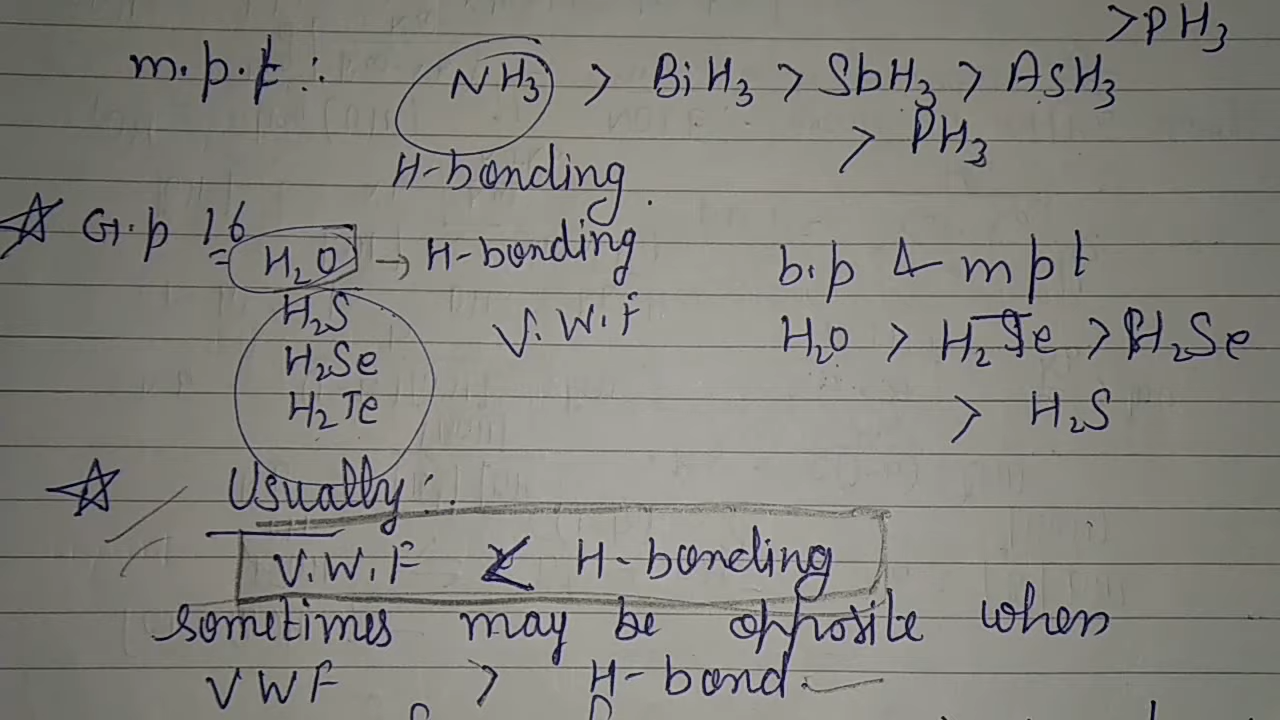 > PH₃
m.p.t : NH₃ > BiH₃ > SbH₃ > AsH₃
> PH₃
H-bonding.
☆ G.p 16
H₂O → H-bonding
H₂S
H₂Se
H₂Te
V.W.F
b.p & m p t
H₂O > H₂Te > H₂Se
> H₂S
☆ Usually :.
V.W.F < H-bonding
sometimes may be opposite when
VWF > H-bond.